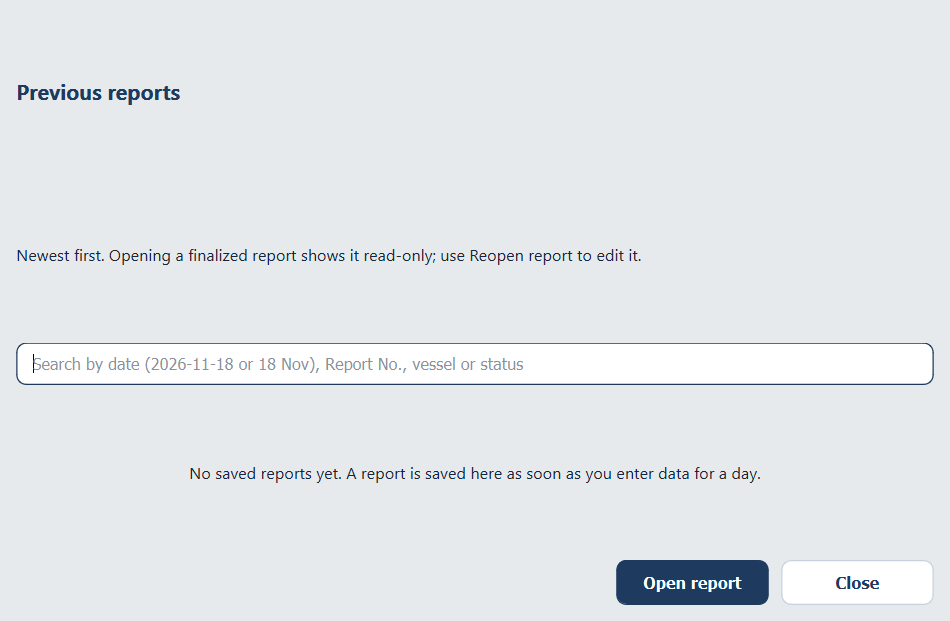 Previous reports
Newest first. Opening a finalized report shows it read-only; use Reopen report to edit it.
Search by date (2026-11-18 or 18 Nov), Report No., vessel or status
No saved reports yet. A report is saved here as soon as you enter data for a day.
Open report
Close